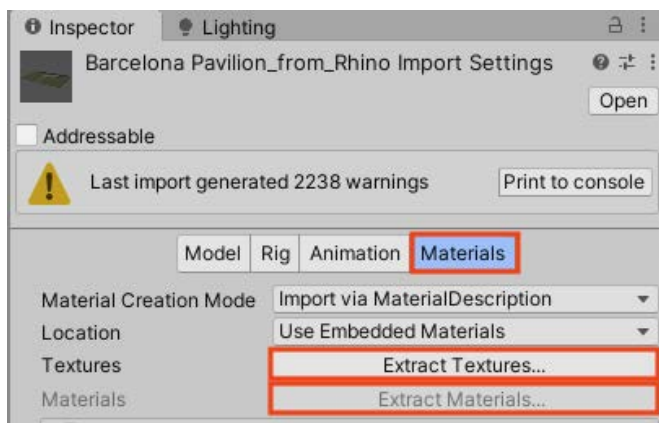 Inspector Lighting
Barcelona Pavilion_from_Rhino Import Settings
Open
Addressable
Last import generated 2238 warnings Print to console
Model Rig Animation Materials
Material Creation Mode Import via MaterialDescription
Location Use Embedded Materials
Textures Extract Textures...
Materials Extract Materials...